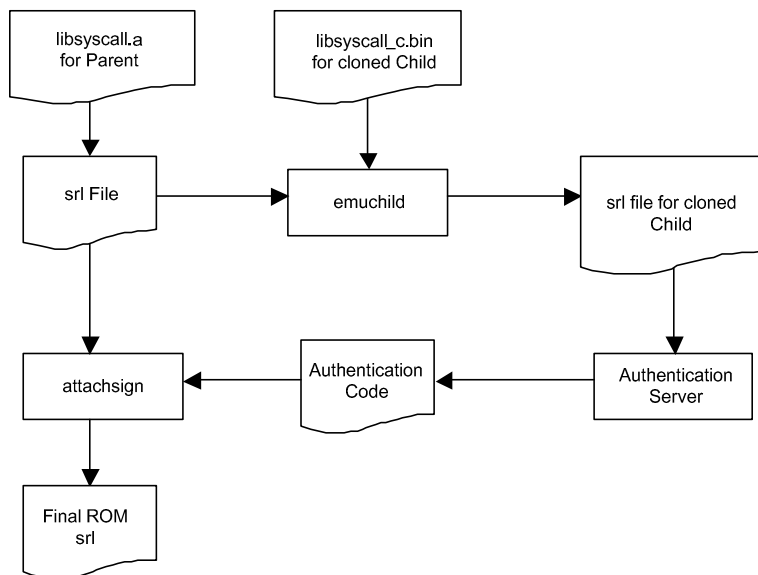 libsyscall.a
for Parent
libsyscall_c.bin
for cloned Child
srl File
emuchild
srl file for cloned
Child
attachsign
Authentication
Code
Authentication
Server
Final ROM
srl